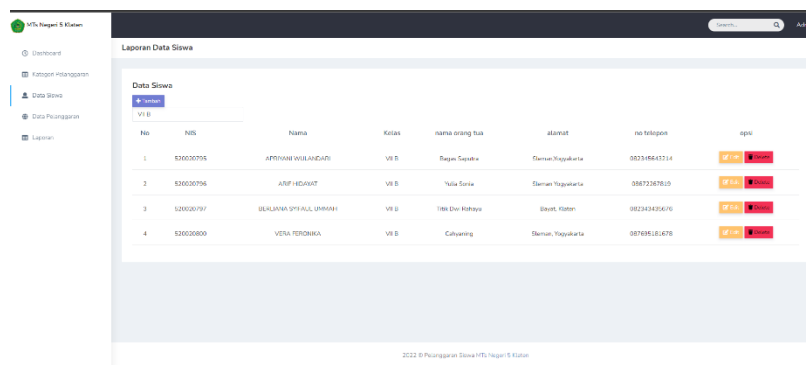 MTs Negeri 5 Klaten
Search...
Dashboard
Kategori Pelanggaran
Data Siswa
Data Pelanggaran
Laporan
Laporan Data Siswa
Data Siswa
Tambah
VII B
No NIS Nama Kelas nama orang tua alamat no telepon opsi
1 520020795 APRIYANI WULANDARI VII B Bagas Saputra Sleman, Yogyakarta 082345643214 Edit Delete
2 520020796 ARIF HIDAYAT VII B Yulia Sonia Sleman Yogyakarta 08672267819 Edit Delete
3 520020797 BERLIANA UMMAH VII B Titik Dwi Rahayu Bayat, Klaten 082343435678 Edit Delete
4 520020800 VERA FERONIKA VII B Cahyaning Sleman, Yogyakarta 087695181678 Edit Delete
2022 © Pelanggaran Siswa MTs Negeri 5 Klaten